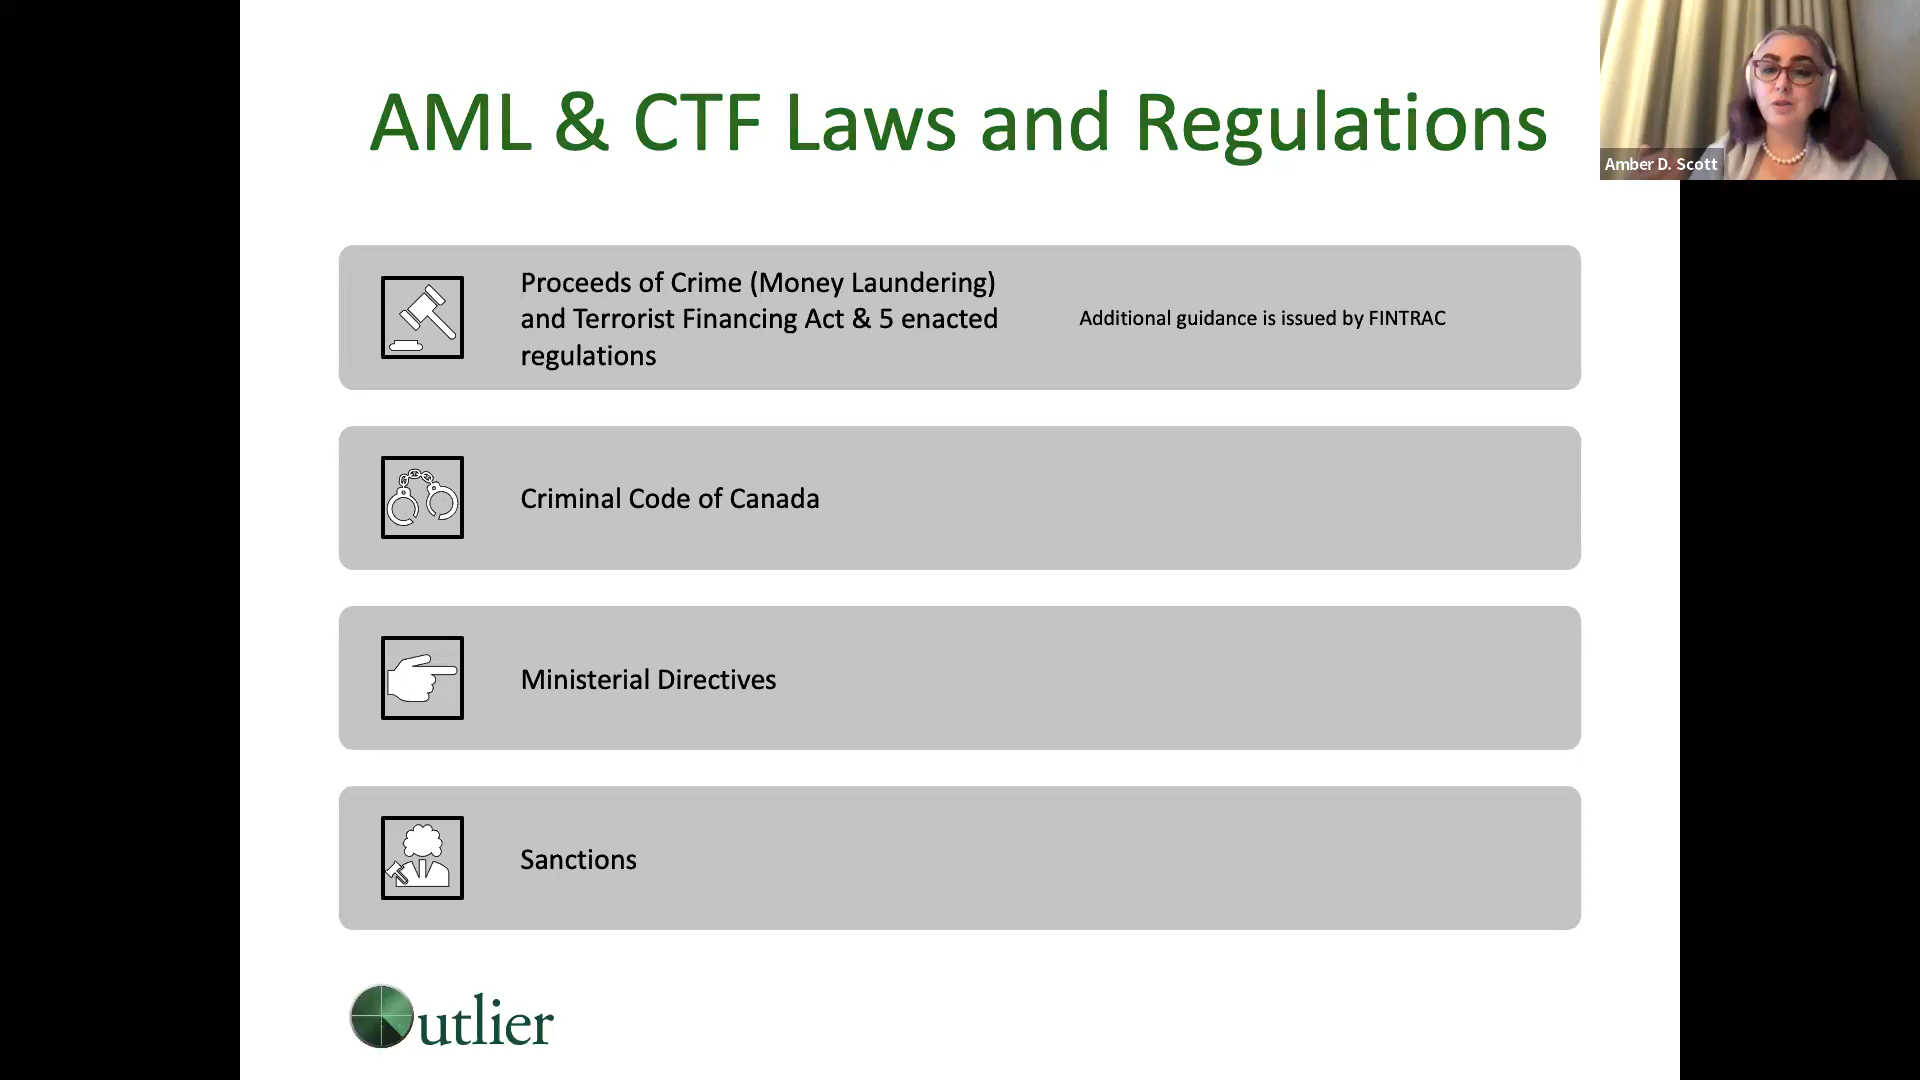 AML & CTF Laws and Regulations
Amber D. Scott
Proceeds of Crime (Money Laundering)
and Terrorist Financing Act & 5 enacted
regulations
Additional guidance is issued by FINTRAC
Criminal Code of Canada
Ministerial Directives
Sanctions
Outlier